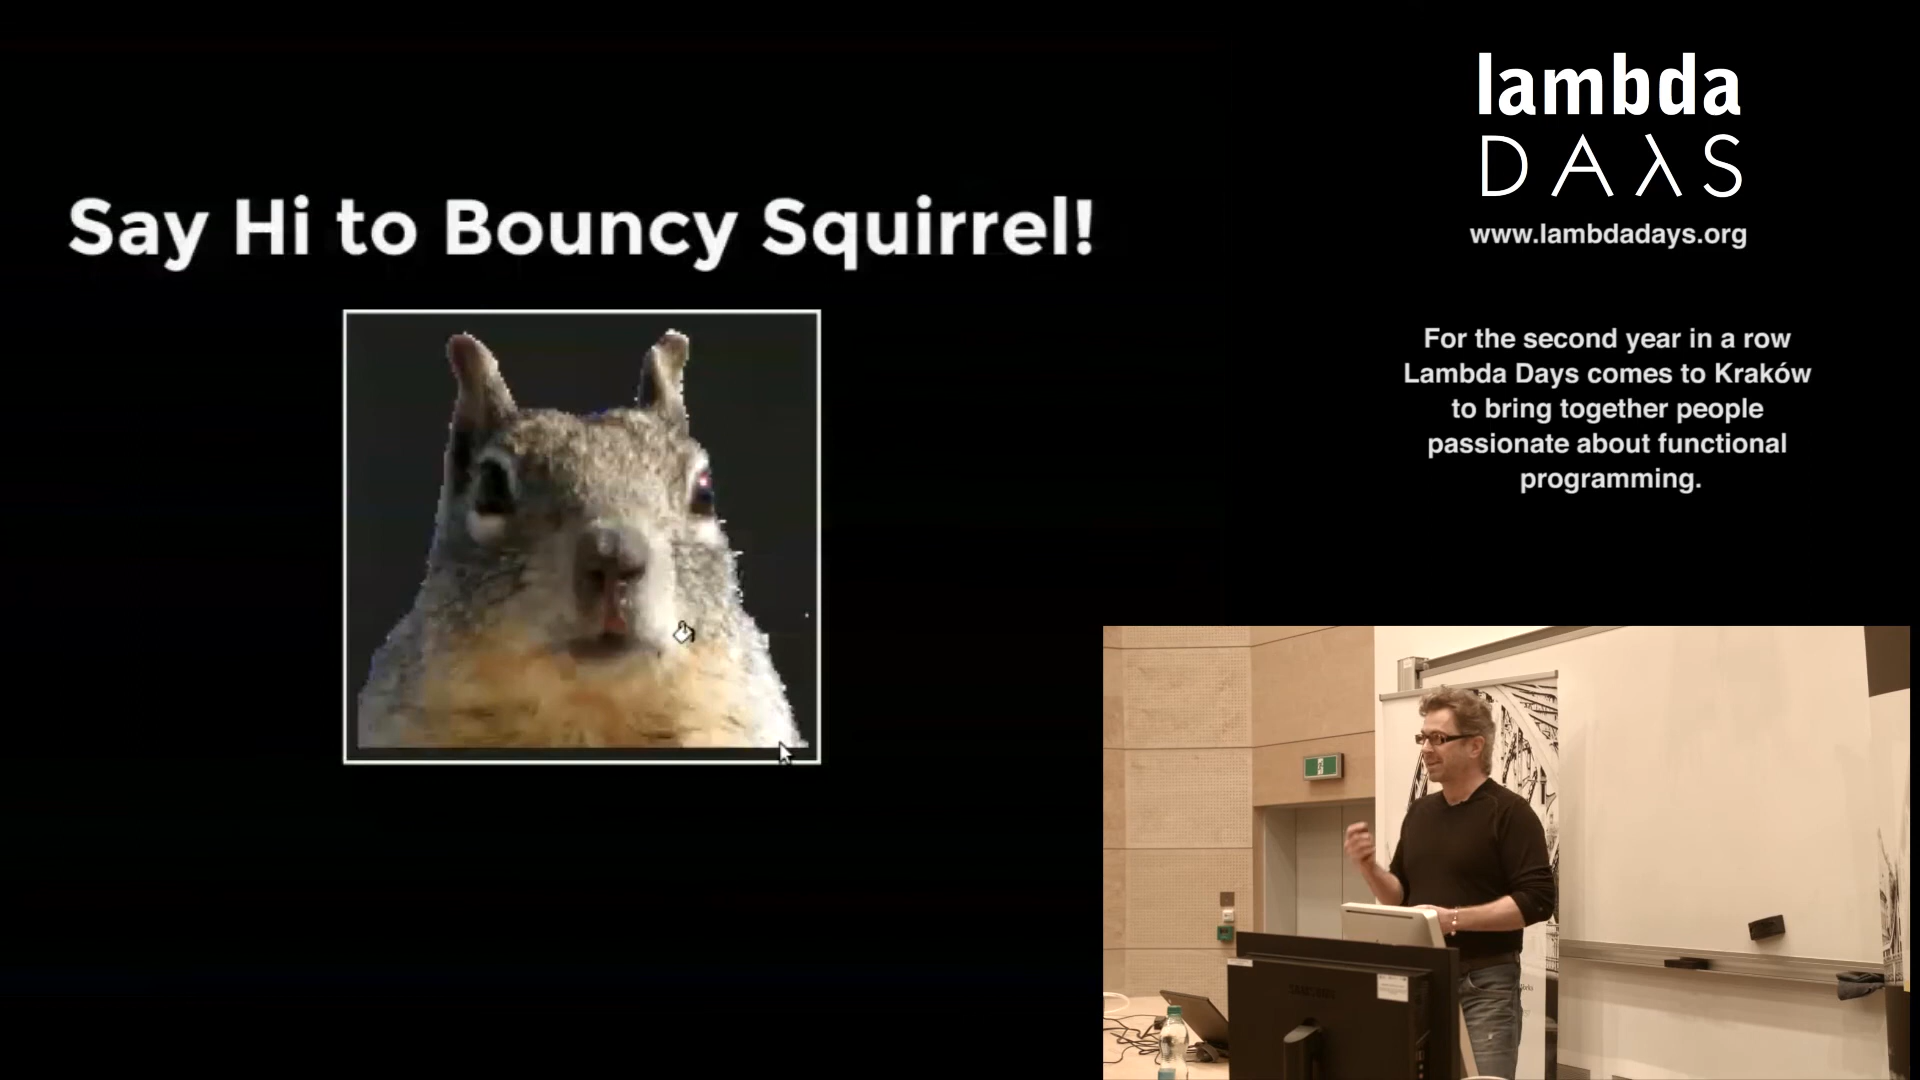 Say Hi to Bouncy Squirrel!
lambda
DAλS
www.lambdadays.org
For the second year in a row
Lambda Days comes to Kraków
to bring together people
passionate about functional
programming.
SAMSUNG